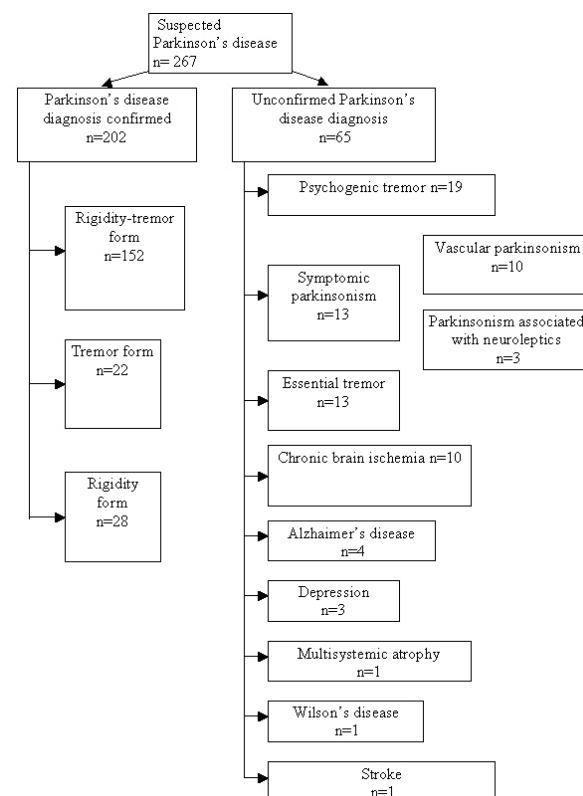 Suspected
Parkinson's disease
n= 267
Parkinson's disease
diagnosis confirmed
n=202
Unconfirmed Parkinson's
disease diagnosis
n=65
Rigidity-tremor
form
n=152
Tremor form
n=22
Rigidity
form
n=28
Psychogenic tremor n=19
Symptomic
parkinsonism
n=13
Vascular parkinsonism
n=10
Parkinsonism associated
with neuroleptics
n=3
Essential tremor
n=13
Chronic brain ischemia n=10
Alzhaimer's disease
n=4
Depression
n=3
Multisystemic atrophy
n=1
Wilson's disease
n=1
Stroke
n=1